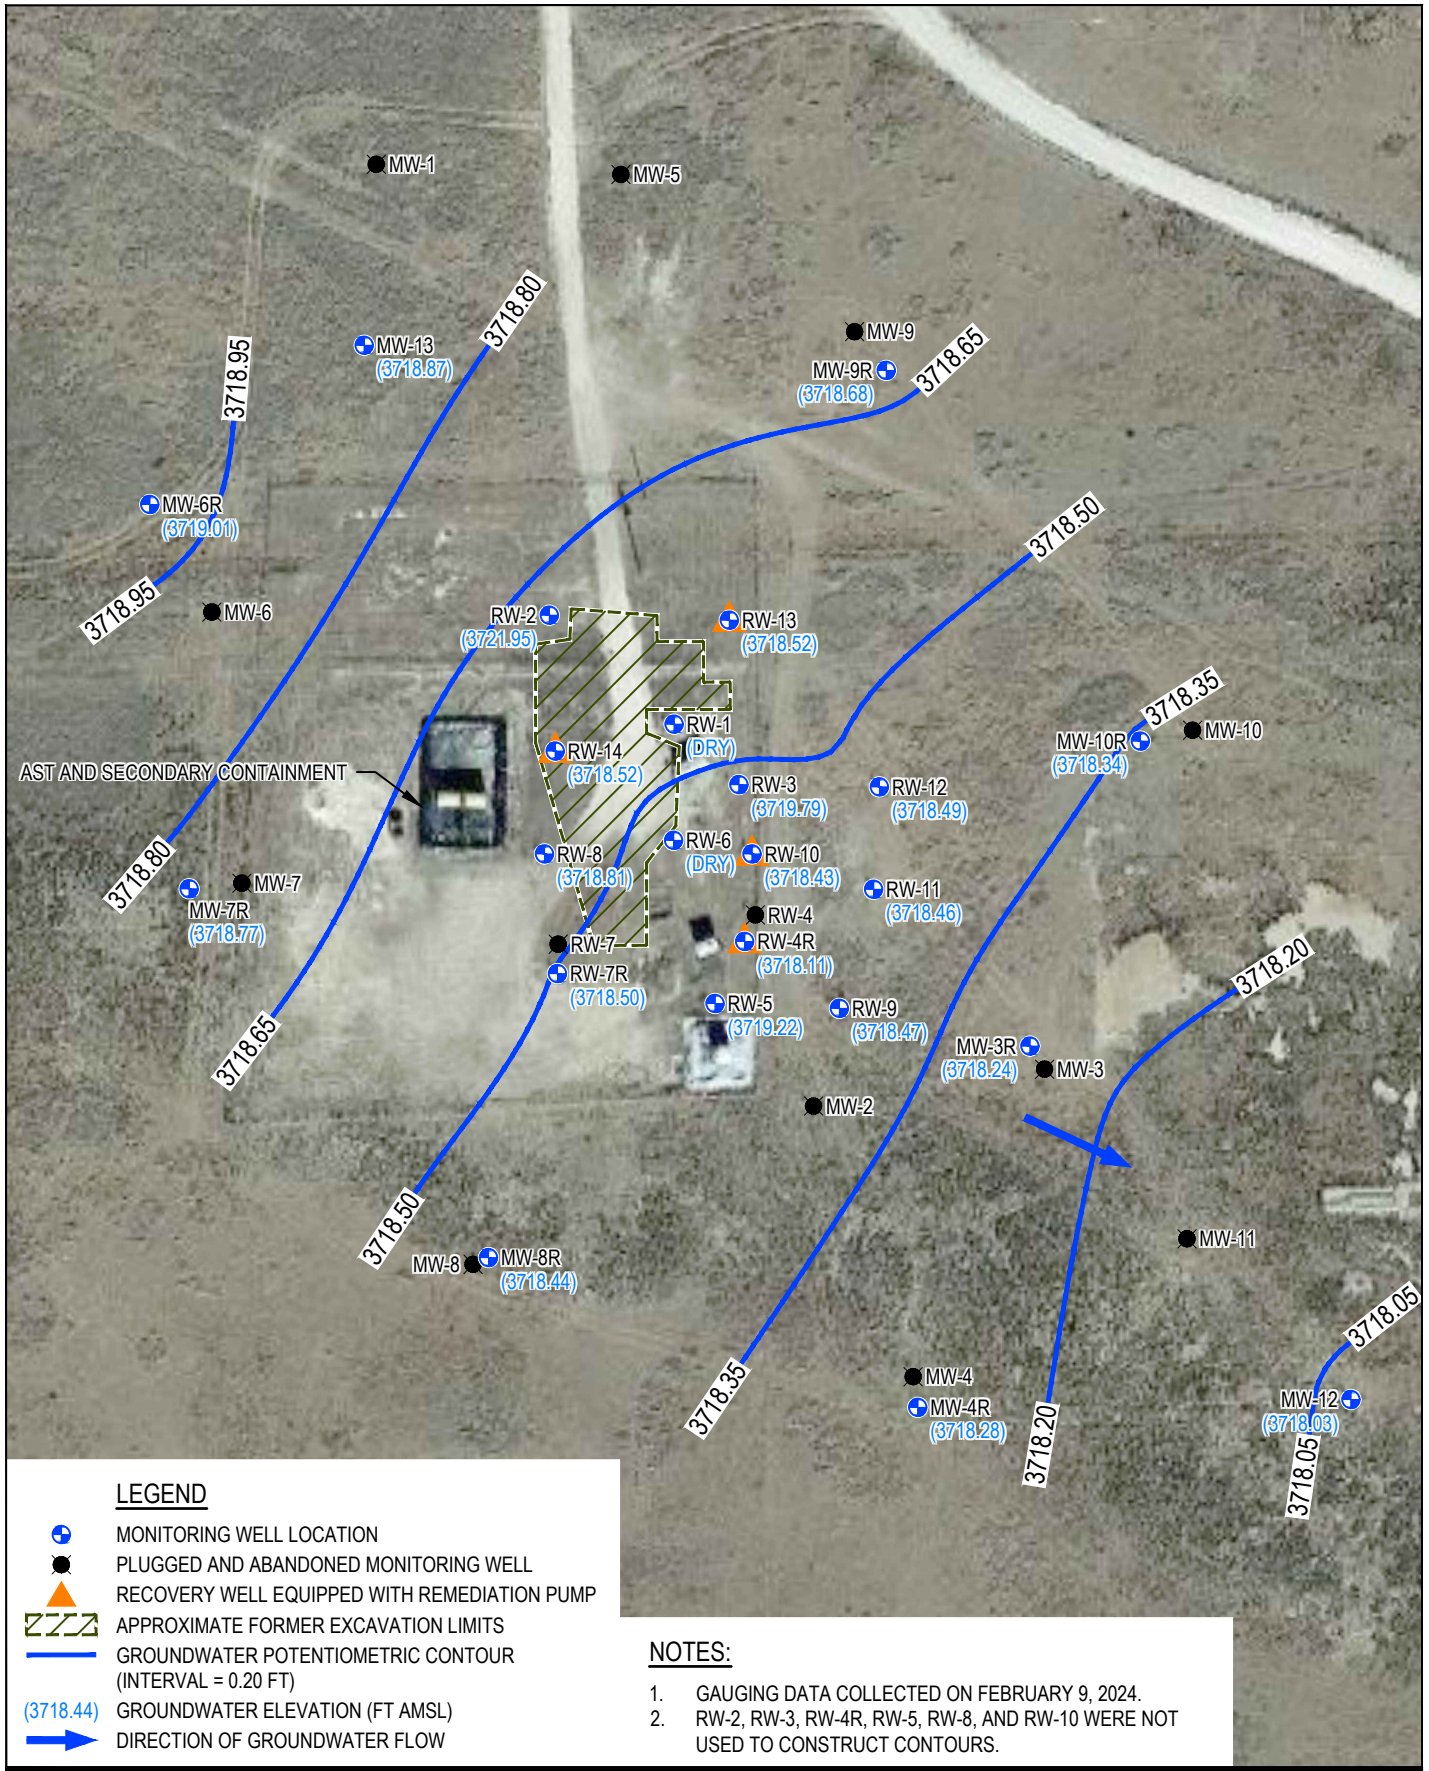 MW-1
MW-5
3718.80
MW-9
MW-13
(3718.87)
3718.95
MW-9R
(3718.68)
3718.65
MW-6R
(3719.01)
3718.50
3718.95
MW-6
RW-2
(3721.95)
RW-13
(3718.52)
3718.35
RW-1
(DRY)
MW-10
MW-10R
(3718.34)
RW-14
(3718.52)
AST AND SECONDARY CONTAINMENT
RW-3
(3719.79)
RW-12
(3718.49)
RW-6
(DRY)
RW-8
(3718.81)
RW-10
(3718.43)
3718.80
MW-7
MW-7R
(3718.77)
RW-11
(3718.46)
RW-4
RW-7
RW-4R
(3718.11)
3718.20
RW-7R
(3718.50)
RW-5
(3719.22)
RW-9
(3718.47)
3718.65
MW-3R
(3718.24)
MW-3
MW-2
3718.50
MW-11
MW-8
MW-8R
(3718.44)
3718.05
3718.35
MW-4
MW-4R
(3718.28)
MW-12
(3718.03)
3718.20
3718.05
LEGEND
MONITORING WELL LOCATION
PLUGGED AND ABANDONED MONITORING WELL
RECOVERY WELL EQUIPPED WITH REMEDIATION PUMP
APPROXIMATE FORMER EXCAVATION LIMITS
GROUNDWATER POTENTIOMETRIC CONTOUR
(INTERVAL = 0.20 FT)
(3718.44) GROUNDWATER ELEVATION (FT AMSL)
DIRECTION OF GROUNDWATER FLOW
NOTES:
1. GAUGING DATA COLLECTED ON FEBRUARY 9, 2024.
2. RW-2, RW-3, RW-4R, RW-5, RW-8, AND RW-10 WERE NOT
USED TO CONSTRUCT CONTOURS.